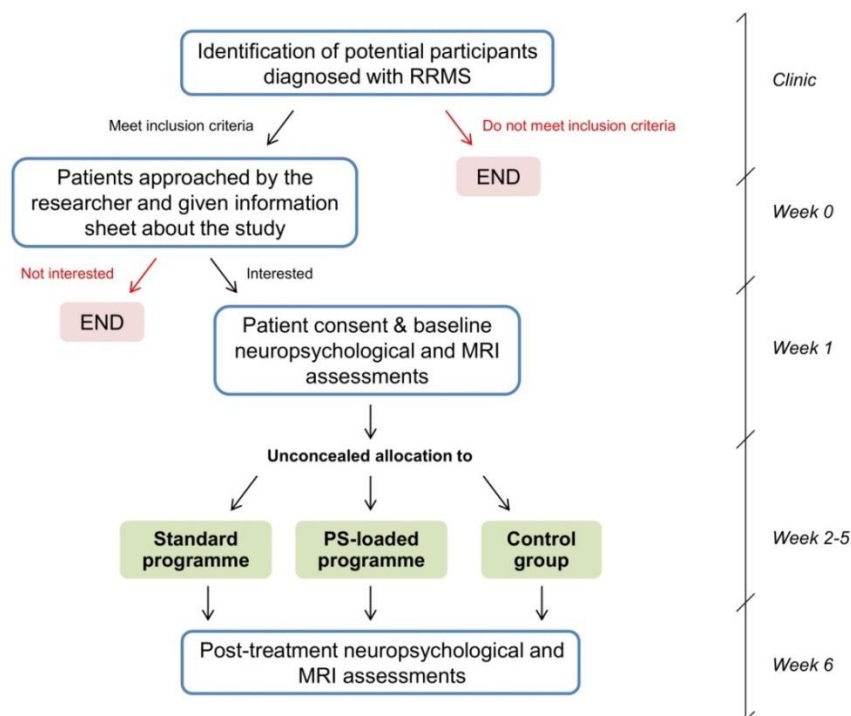 Identification of potential participants
diagnosed with RRMS
Clinic
Meet inclusion criteria
Do not meet inclusion criteria
END
Patients approached by the
researcher and given information
sheet about the study
Week 0
Not interested
Interested
END
Patient consent & baseline
neuropsychological and MRI
assessments
Week 1
Unconcealed allocation to
Standard
programme
PS-loaded
programme
Control
group
Week 2-5
Post-treatment neuropsychological and
MRI assessments
Week 6